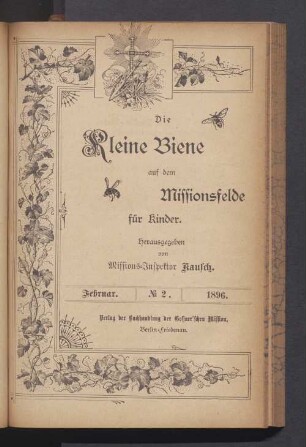 Die
Kleine Biene
auf dem
Missionsfelde
für Kinder.
Herausgegeben
von
Missions-Inspektor Kausch.
Februar. № 2. 1896.
Verlag der Buchhandlung der Goßner'schen Mission,
Berlin-Friedenau.